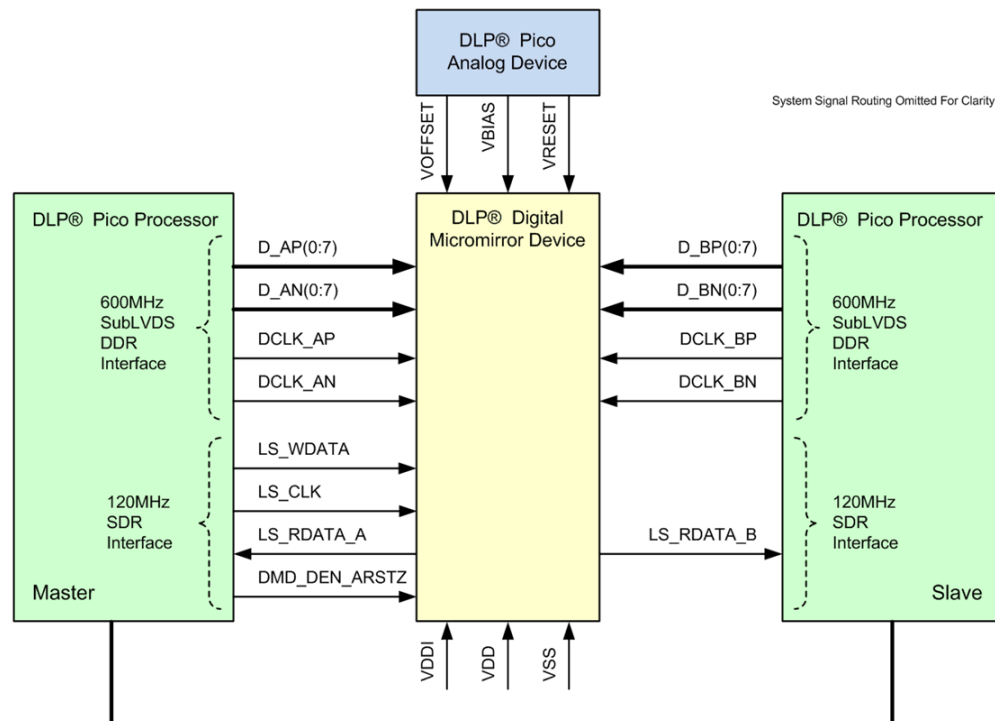 DLP® Pico
Analog Device
System Signal Routing Omitted For Clarity
VOFFSET
VBIAS
VRESET
DLP® Pico Processor
600MHz
SubLVDS
DDR
Interface
120MHz
SDR
Interface
Master
D_AP(0:7)
D_AN(0:7)
DCLK_AP
DCLK_AN
LS_WDATA
LS_CLK
LS_RDATA_A
DMD_DEN_ARSTZ
DLP® Digital
Micromirror Device
D_BP(0:7)
D_BN(0:7)
DCLK_BP
DCLK_BN
LS_RDATA_B
DLP® Pico Processor
600MHz
SubLVDS
DDR
Interface
120MHz
SDR
Interface
Slave
VDDI
VDD
VSS